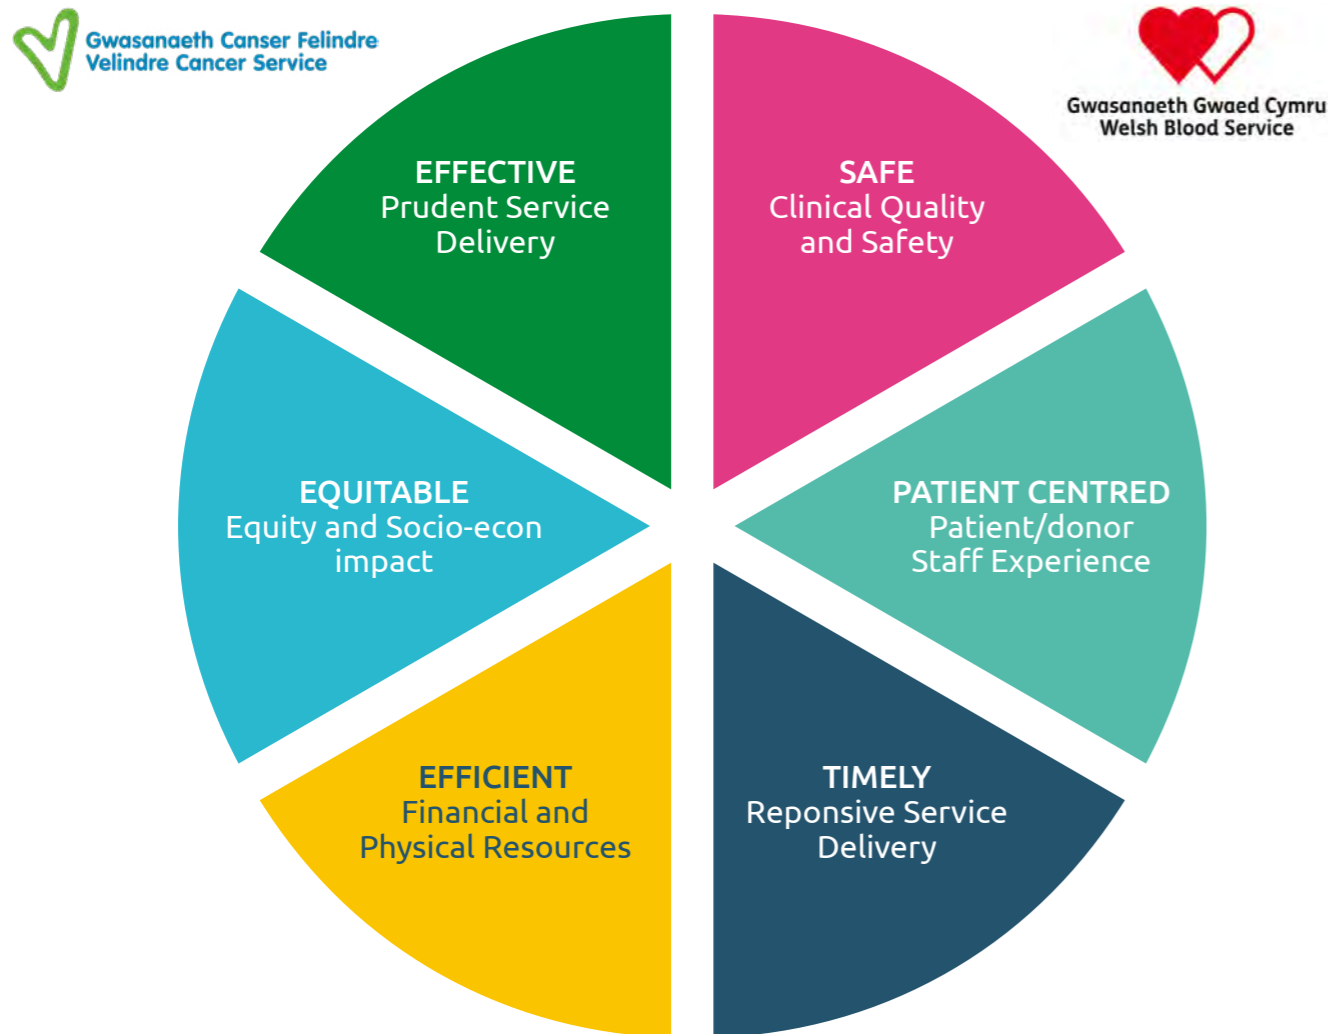 Gwasanaeth Canser Felindre
Velindre Cancer Service
Gwasanaeth Gwaed Cymru
Welsh Blood Service
EFFECTIVE
Prudent Service
Delivery
SAFE
Clinical Quality
and Safety
EQUITABLE
Equity and Socio-econ
impact
PATIENT CENTRED
Patient/donor
Staff Experience
EFFICIENT
Financial and
Physical Resources
TIMELY
Reponsive Service
Delivery